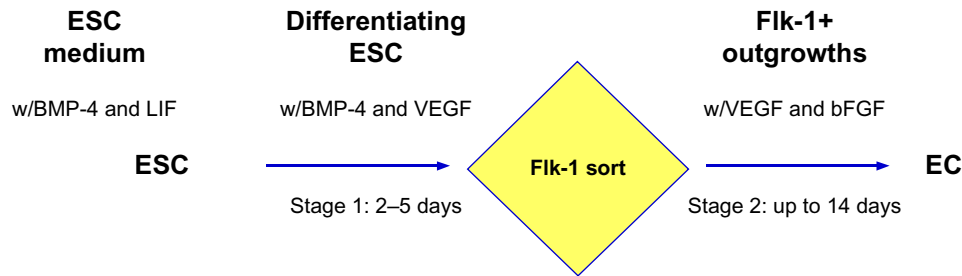 ESC
medium
Differentiating
ESC
Flk-1+
outgrowths
w/BMP-4 and LIF
w/BMP-4 and VEGF
w/VEGF and bFGF
ESC
Flk-1 sort
EC
Stage 1: 2–5 days
Stage 2: up to 14 days